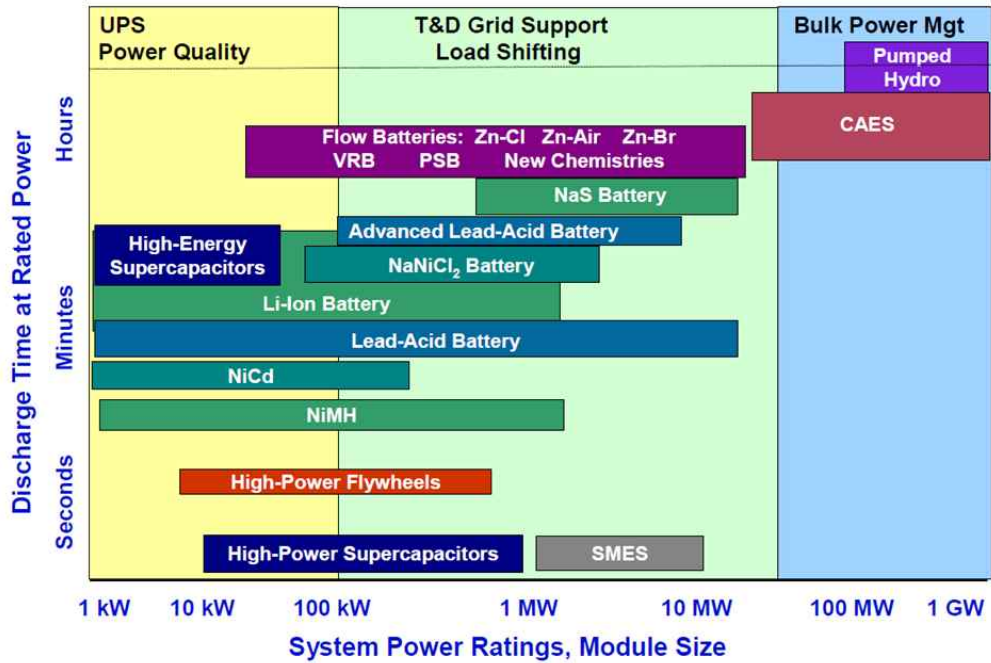 UPS
Power Quality
T&D Grid Support
Load Shifting
Bulk Power Mgt
Pumped
Hydro
CAES
Flow Batteries: Zn-Cl Zn-Air Zn-Br
VRB PSB New Chemistries
NaS Battery
Advanced Lead-Acid Battery
High-Energy
Supercapacitors
NaNiCl₂ Battery
Li-Ion Battery
Lead-Acid Battery
NiCd
NiMH
High-Power Flywheels
High-Power Supercapacitors
SMES
Discharge Time at Rated Power
Hours
Minutes
Seconds
1 kW 10 kW 100 kW 1 MW 10 MW 100 MW 1 GW
System Power Ratings, Module Size